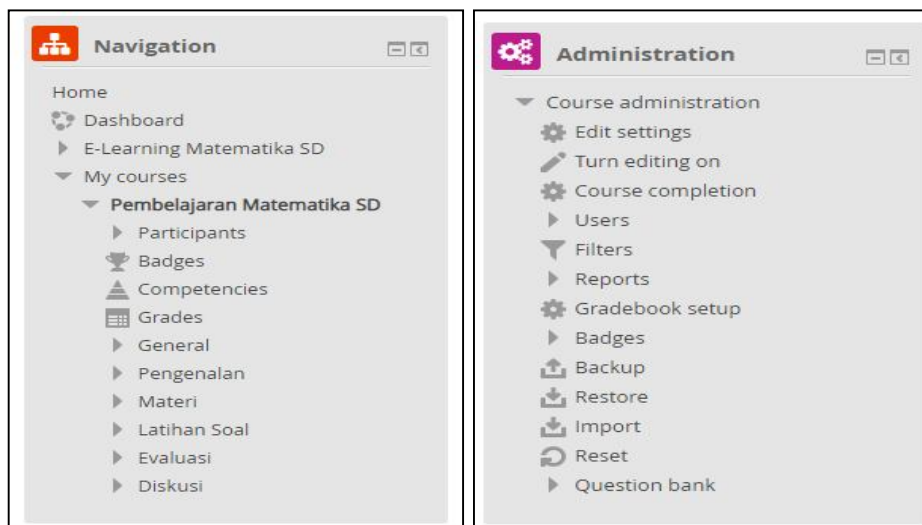 Navigation
Home
Dashboard
E-Learning Matematika SD
My courses
Pembelajaran Matematika SD
Participants
Badges
Competencies
Grades
General
Pengenalan
Materi
Latihan Soal
Evaluasi
Diskusi
Administration
Course administration
Edit settings
Turn editing on
Course completion
Users
Filters
Reports
Gradebook setup
Badges
Backup
Restore
Import
Reset
Question bank